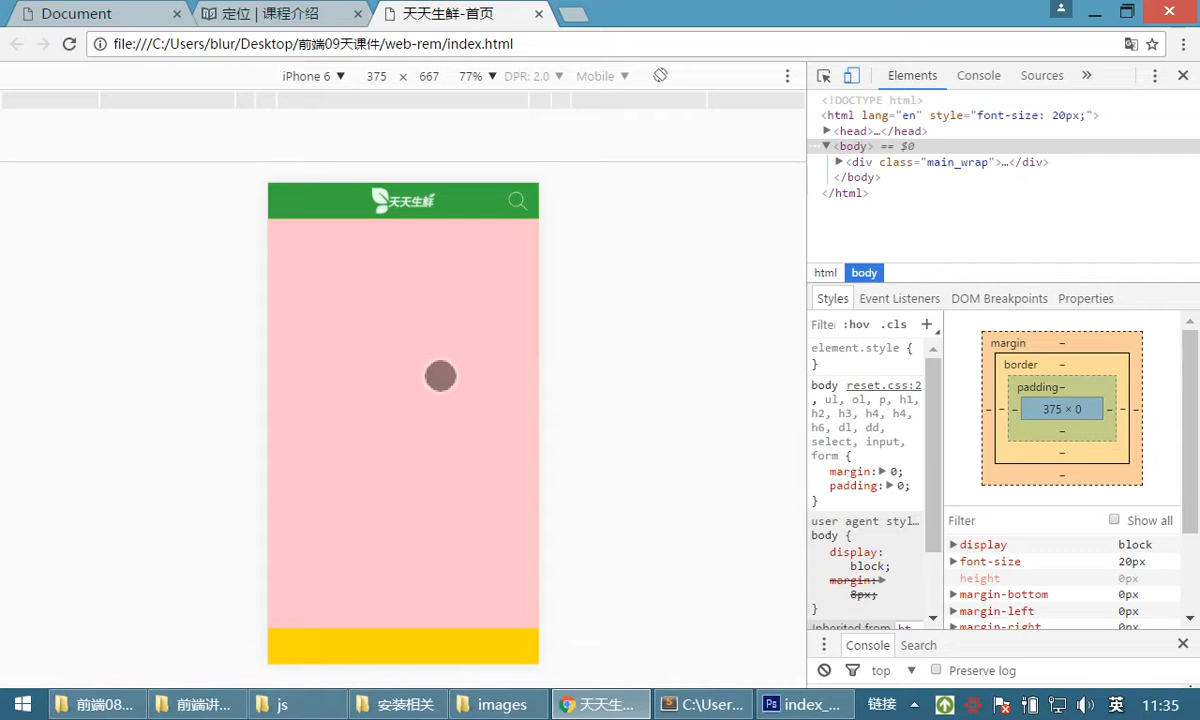 Document
定位 | 课程介绍
天天生鲜-首页
file:///C:/Users/blur/Desktop/前端09天课件/web-rem/index.html
iPhone 6 ▼ 375 × 667 77% ▼ DPR: 2.0 ▼ Mobile ▼
天天生鲜
Elements Console Sources »
<!DOCTYPE html>
<html lang="en" style="font-size: 20px;">
<head>…</head>
<body> == $0
<div class="main_wrap">…</div>
</body>
</html>
html body
Styles Event Listeners DOM Breakpoints Properties
Filter :hov .cls +
element.style {
}
body reset.css:2
, ul, ol, p, h1,
h2, h3, h4, h4,
h6, dl, dd,
select, input,
form {
margin: 0;
padding: 0;
}
user agent styl…
body {
display:
block;
margin:
8px;
}
Inherited from ht
margin –
border –
padding –
– – – 375 × 0 – – –
–
–
–
Filter Show all
display block
font-size 20px
height 0px
margin-bottom 0px
margin-left 0px
margin-right 0px
Console Search
top ▼ Preserve log
前端08...
前端讲...
js
安装相关
images
天天生...
C:\User...
index_...
链接
英
11:35